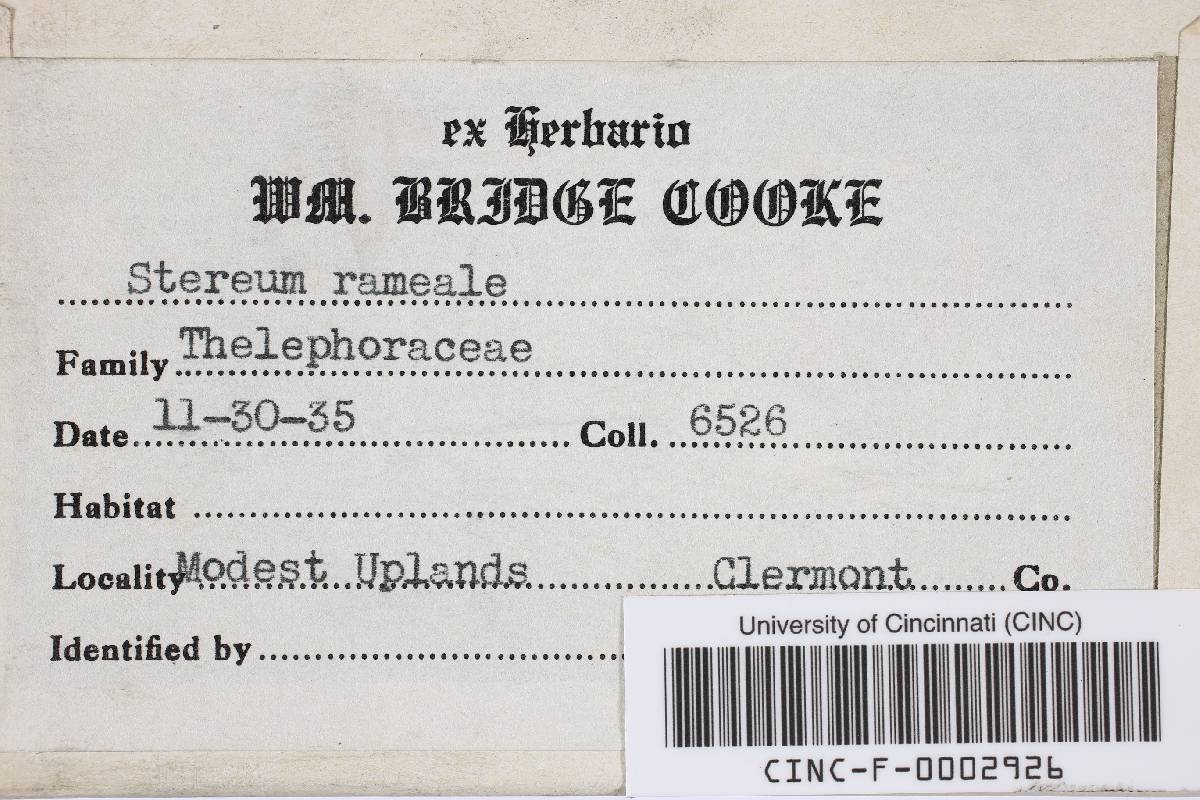 ex Herbario
WM. BRIDGE COOKE
Stereum rameale
Family Thelephoraceae
Date 11-30-35 Coll. 6526
Habitat
Locality Modest Uplands Clermont Co.
Identified by
University of Cincinnati (CINC)
CINC-F-0002926